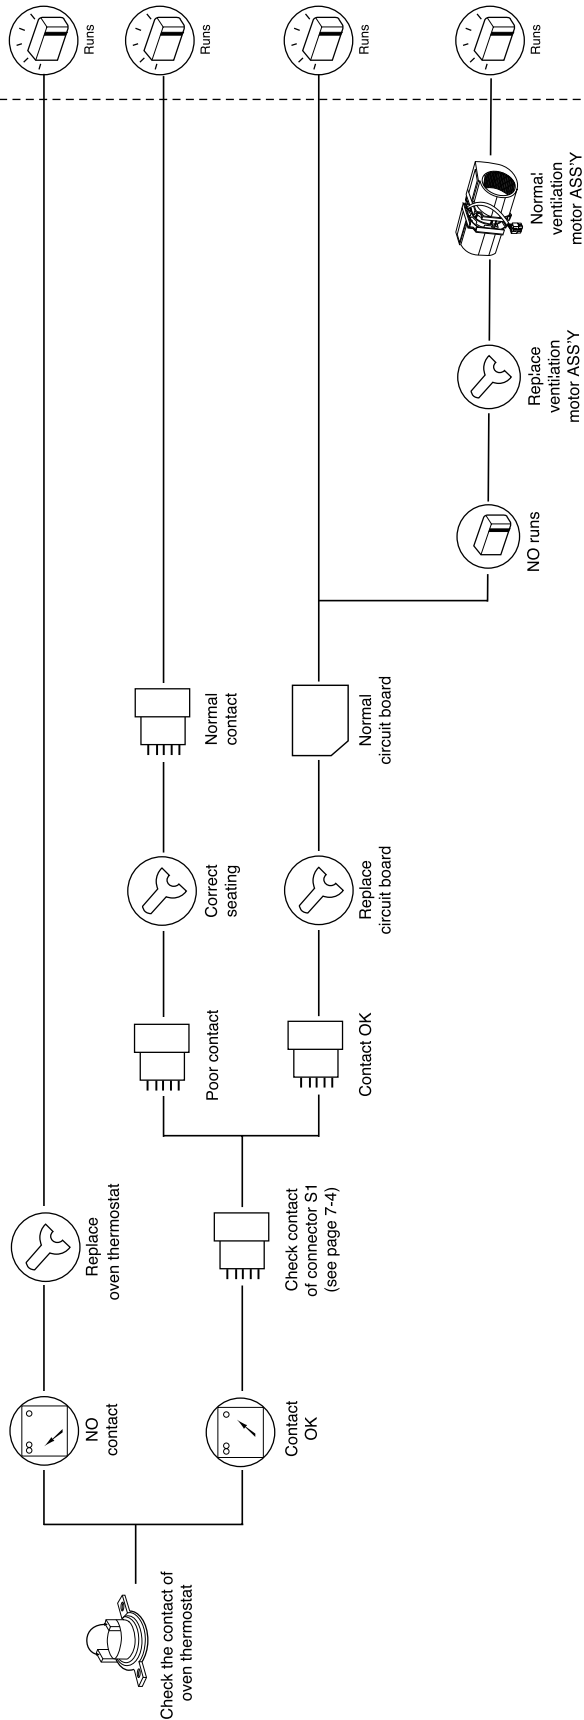 Check the contact of
oven thermostat
NO
contact
Replace
oven thermostat
Runs
Contact
OK
Check contact
of connector S1
(see page 7-4)
Poor contact
Correct
seating
Normal
contact
Runs
Contact OK
Replace
circuit board
Normal
circuit board
Runs
NO runs
Replace
ventilation
motor ASS'Y
Normal
ventilation
motor ASS'Y
Runs